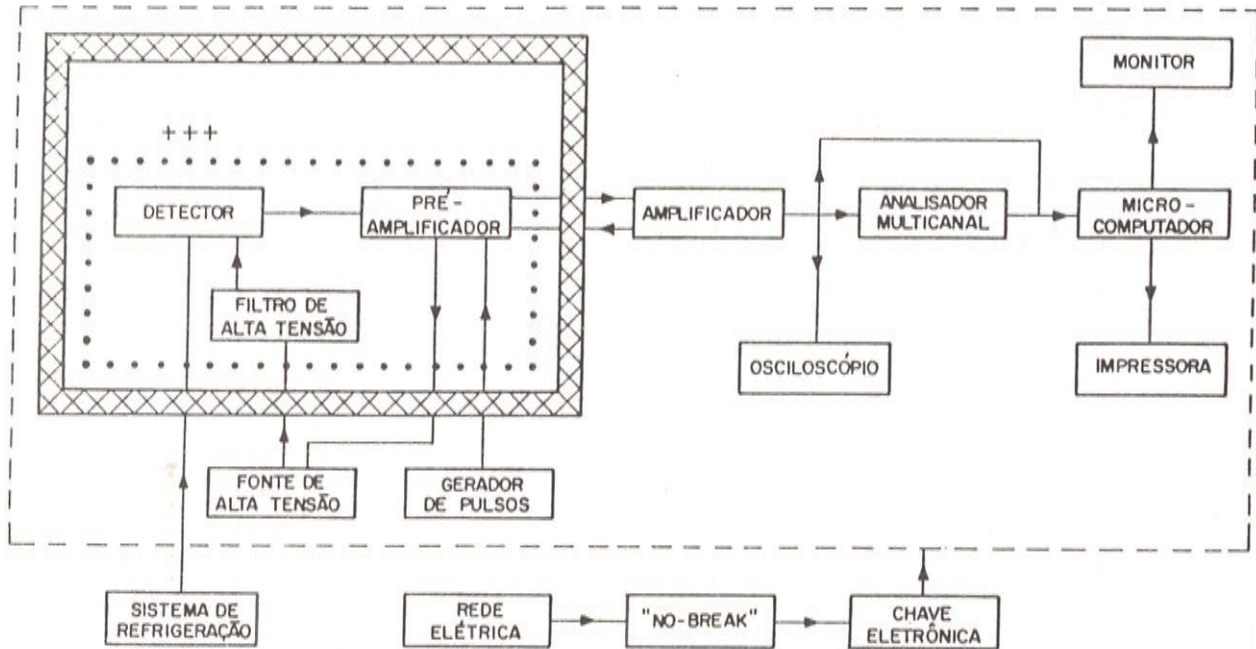 MONITOR
+++
DETECTOR
PRÉ-
AMPLIFICADOR
AMPLIFICADOR
ANALISADOR
MULTICANAL
MICRO-
COMPUTADOR
FILTRO DE
ALTA TENSÃO
OSCILOSCÓPIO
IMPRESSORA
FONTE DE
ALTA TENSÃO
GERADOR
DE PULSOS
SISTEMA DE
REFRIGERAÇÃO
REDE
ELÉTRICA
"NO-BREAK"
CHAVE
ELETRÔNICA